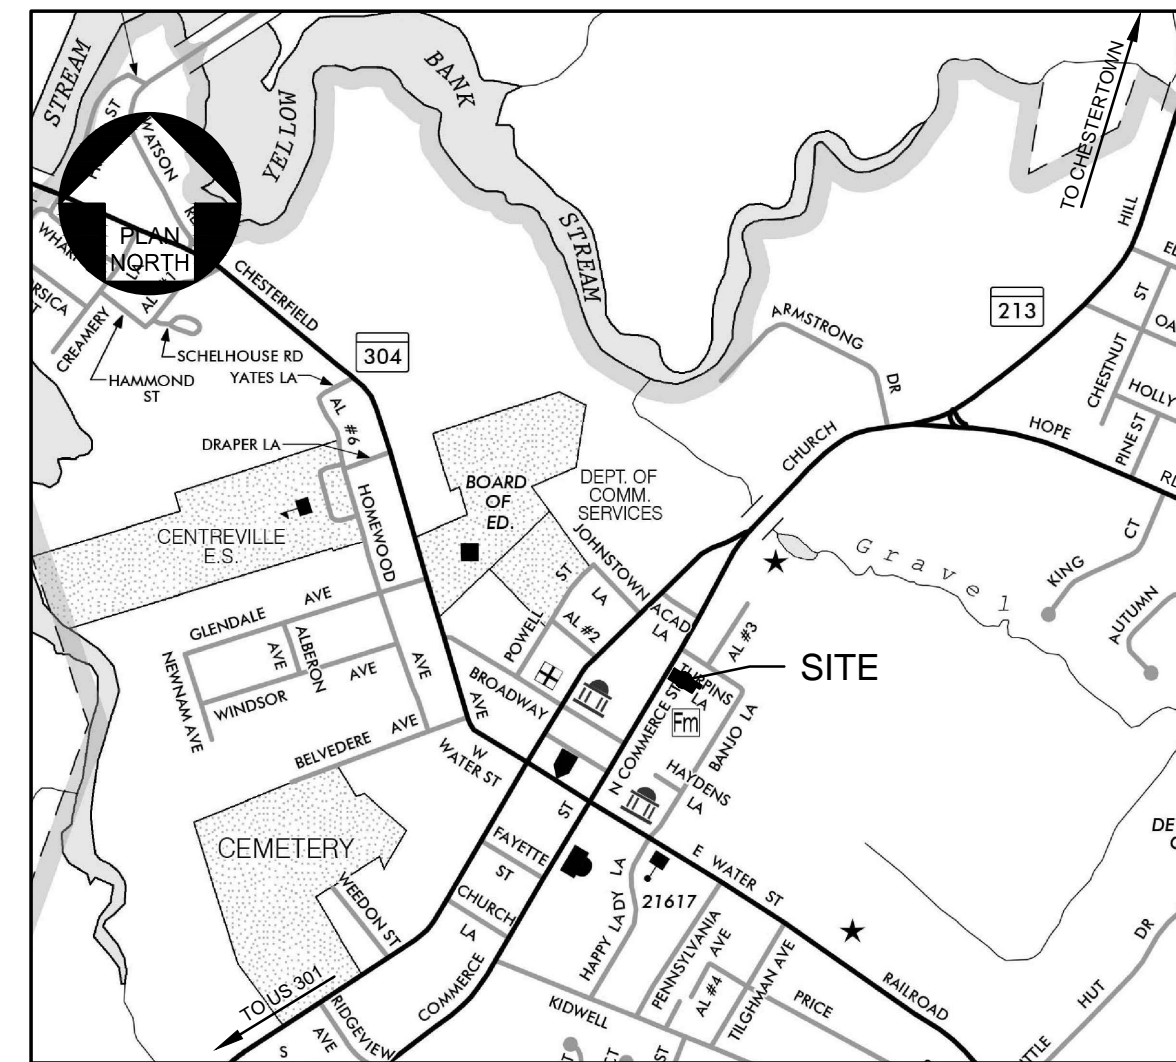 STREAM
ST
WATSON
YELLOW
BANK
STREAM
TO CHESTERTOWN
PLAN
NORTH
WHARF
LA
AL #1
CREAMERY
HAMMOND
ST
SCHELHOUSE RD
YATES LA
CHESTERFIELD
304
AL #6
DRAPER LA
HOMEWOOD
AVE
CENTREVILLE
E.S.
BOARD
OF
ED.
DEPT. OF
COMM.
SERVICES
ARMSTRONG
DR
213
HILL
ST
CHESTNUT
HOLLY
PINE ST
CHURCH
HOPE
KING
CT
AUTUMN
Gravel
JOHNSTOWN
LA
ACAD
LA
AL #3
POWELL
ST
AL #2
BROADWAY
TURPINS
LA
SITE
Fm
N COMMERCE ST
BANJO LA
HAYDENS
LA
GLENDALE AVE
NEWNAM AVE
ALBERON
AVE
WINDSOR AVE
BELVEDERE AVE
AVE
W
WATER ST
CEMETERY
WEEDON ST
FAYETTE
ST
CHURCH
LA
ST
COMMERCE
HAPPY LADY LA
21617
E WATER ST
PENNSYLVANIA
AVE
AL #4
TILGHMAN AVE
PRICE
RAILROAD
KIDWELL
TO US 301
RIDGEVIEW
AVE
S
CT
ST
HUT
DR